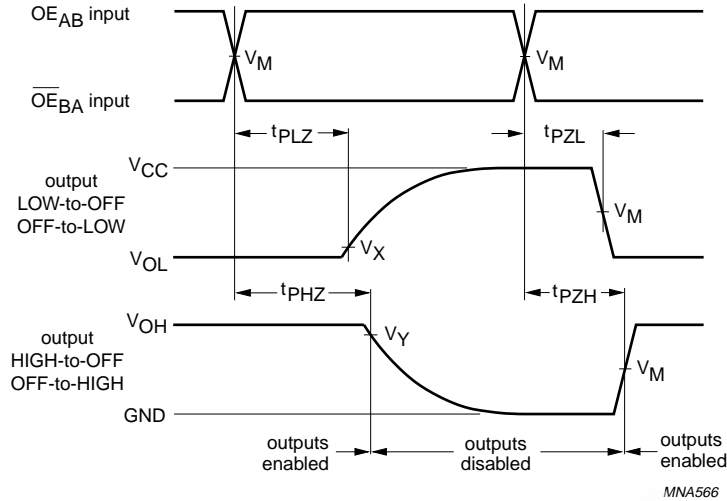 OE_AB input
V_M
V_M
O̅E̅_BA input
t_PLZ
t_PZL
V_CC
output
LOW-to-OFF
OFF-to-LOW
V_M
V_X
V_OL
t_PHZ
t_PZH
V_OH
output
HIGH-to-OFF
OFF-to-HIGH
V_Y
V_M
GND
outputs
enabled
outputs
disabled
outputs
enabled
MNA566